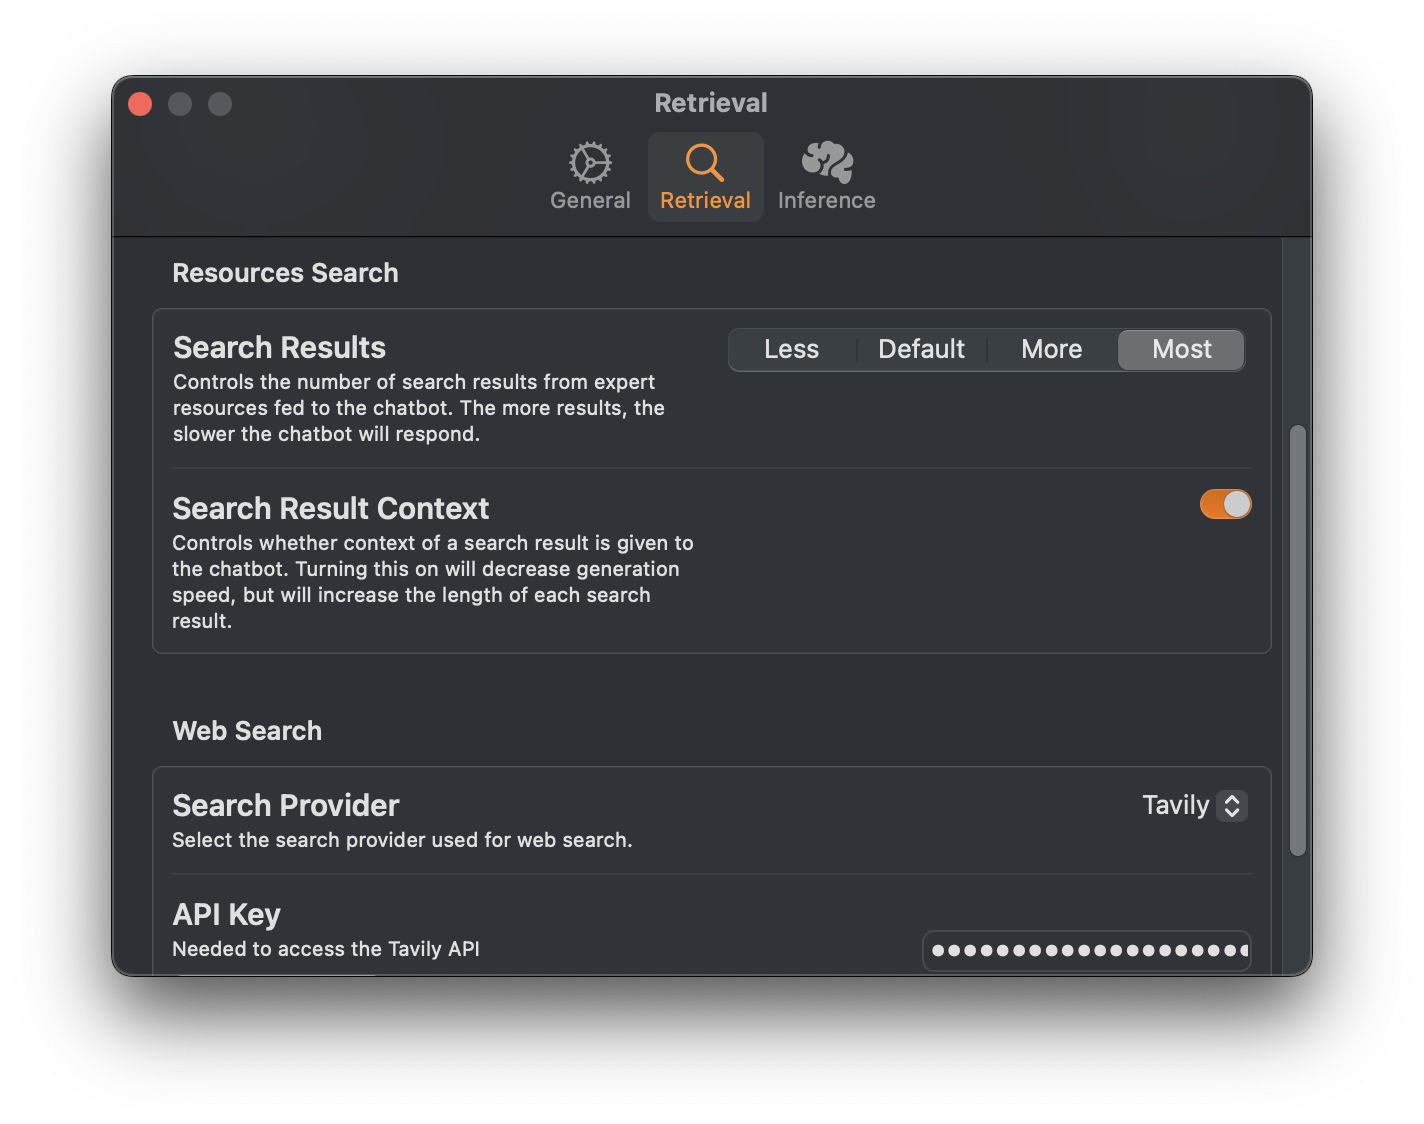 Retrieval
General
Retrieval
Inference
Resources Search
Search Results
Less
Default
More
Most
Controls the number of search results from expert
resources fed to the chatbot. The more results, the
slower the chatbot will respond.
Search Result Context
Controls whether context of a search result is given to
the chatbot. Turning this on will decrease generation
speed, but will increase the length of each search
result.
Web Search
Search Provider
Tavily
Select the search provider used for web search.
API Key
Needed to access the Tavily API